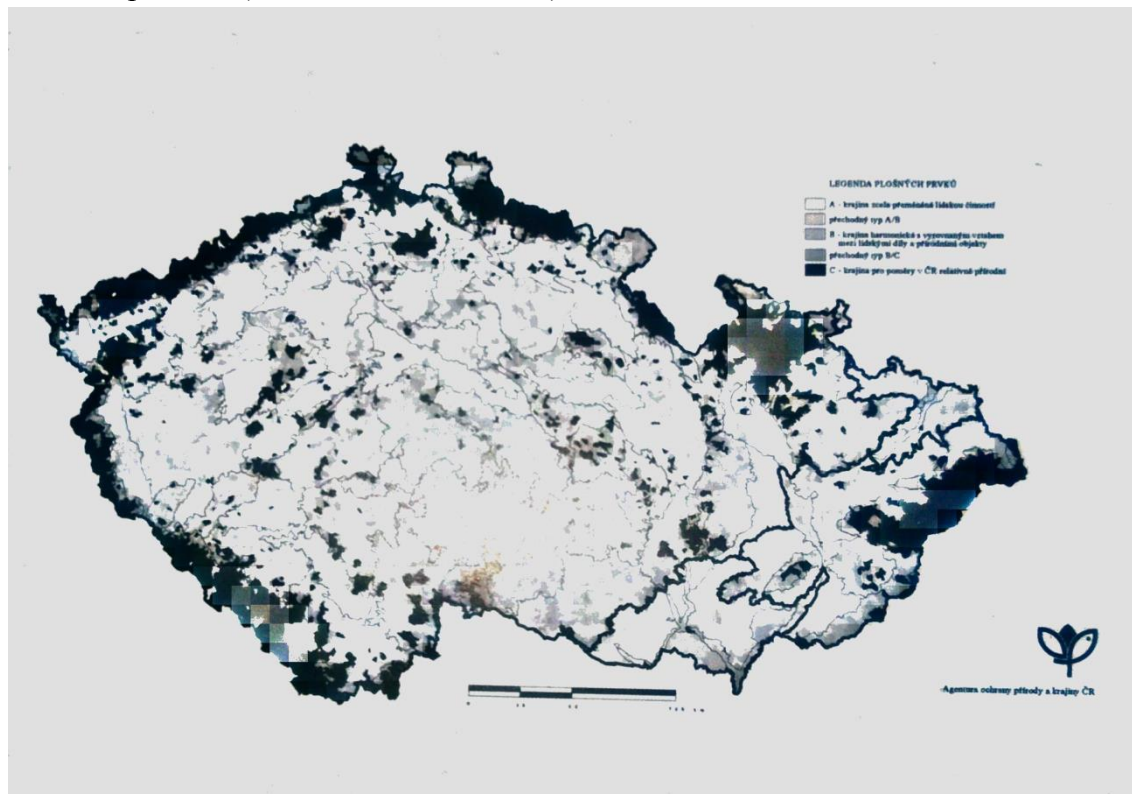 LEGENDA PLOŠNÝCH PRVKŮ
A - krajina zcela přeměněná lidskou činností
přechodný typ A/B
B - krajina harmonická s vyrovnaným vztahem
mezi lidskými díly a přírodními objekty
přechodný typ B/C
C - krajina pro poměry v ČR relativně přírodní
Agentura ochrany přírody a krajiny ČR
0